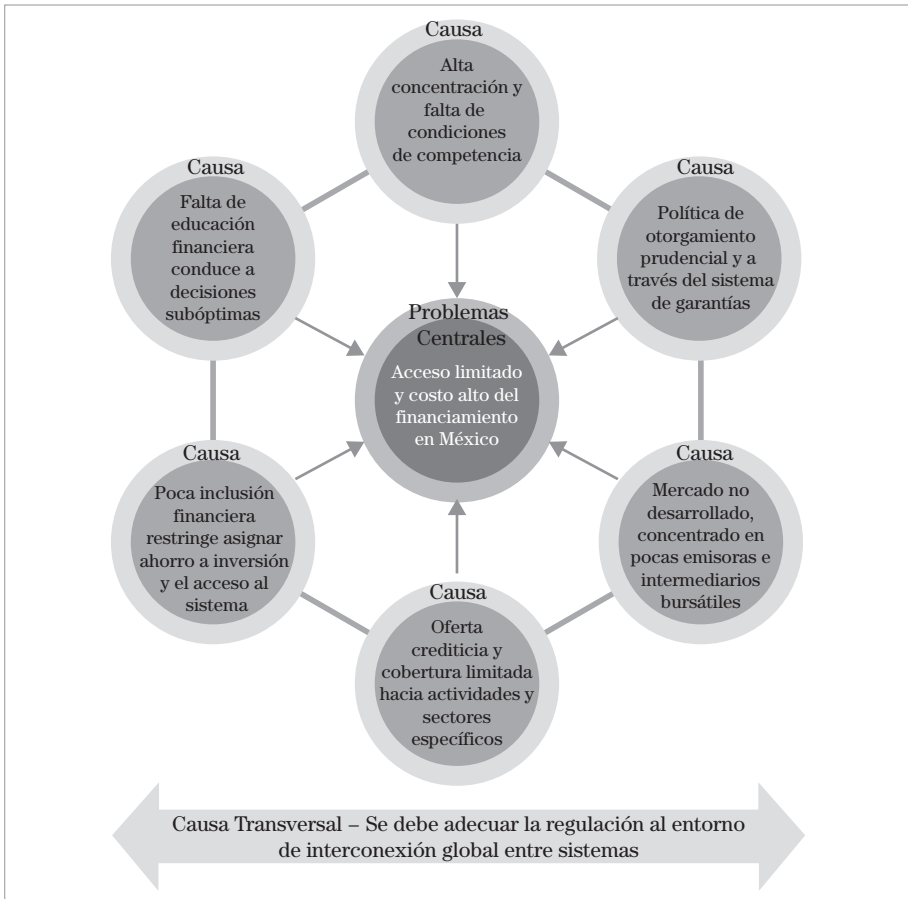 Causa
Alta
concentración y
falta de
condiciones
de competencia
Causa
Falta de
educación
financiera
conduce a
decisiones
subóptimas
Causa
Política de
otorgamiento
prudencial y a
través del sistema
de garantías
Problemas
Centrales
Acceso limitado
y costo alto del
financiamiento
en México
Causa
Poca inclusión
financiera
restringe asignar
ahorro a inversión
y el acceso al
sistema
Causa
Mercado no
desarrollado,
concentrado en
pocas emisoras e
intermediarios
bursátiles
Causa
Oferta
crediticia y
cobertura limitada
hacia actividades y
sectores
específicos
Causa Transversal – Se debe adecuar la regulación al entorno
de interconexión global entre sistemas